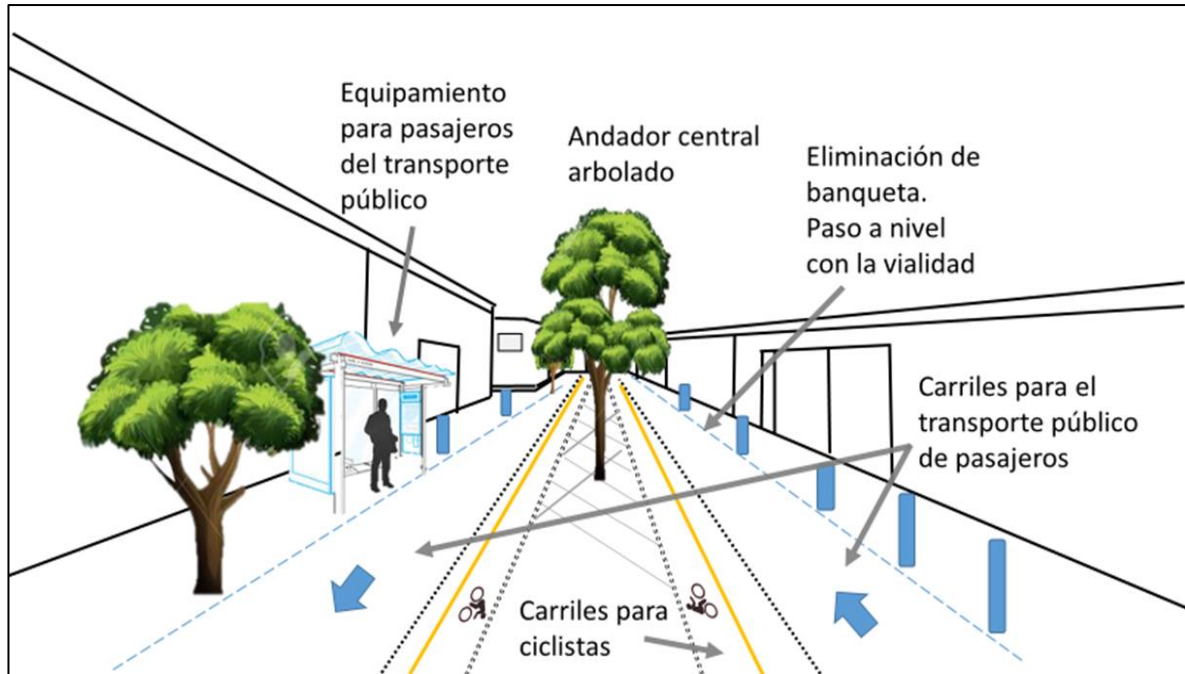 Equipamiento
para pasajeros
del transporte
público
Andador central
arbolado
Eliminación de
banqueta.
Paso a nivel
con la vialidad
Carriles para el
transporte público
de pasajeros
Carriles para
ciclistas